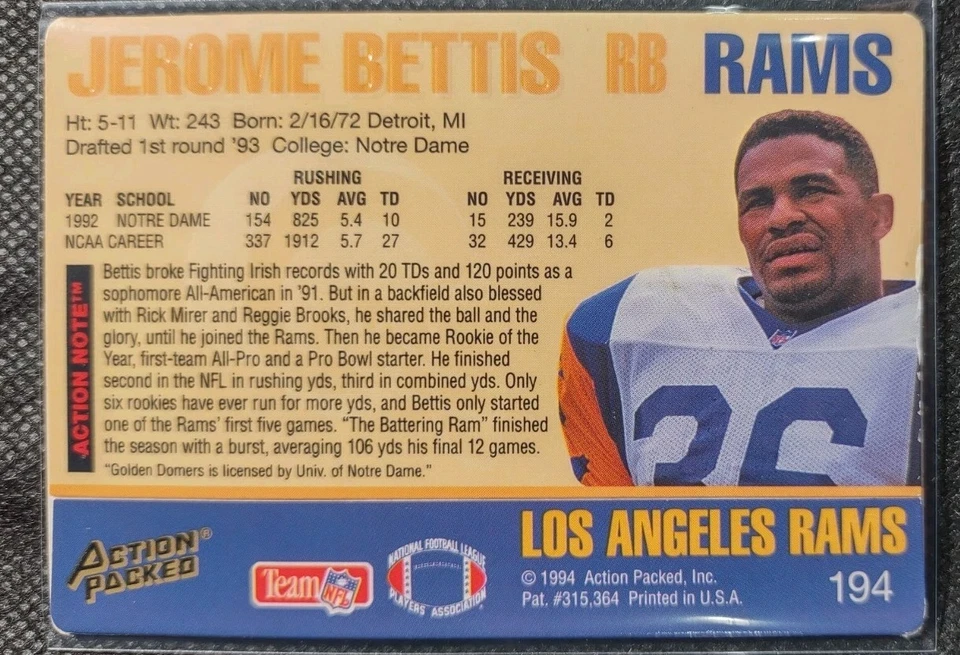 JEROME BETTIS RB RAMS
Ht: 5-11 Wt: 243 Born: 2/16/72 Detroit, MI
Drafted 1st round '93 College: Notre Dame
RUSHING RECEIVING
YEAR SCHOOL NO YDS AVG TD NO YDS AVG TD
1992 NOTRE DAME 154 825 5.4 10 15 239 15.9 2
NCAA CAREER 337 1912 5.7 27 32 429 13.4 6
ACTION NOTE™
Bettis broke Fighting Irish records with 20 TDs and 120 points as a
sophomore All-American in '91. But in a backfield also blessed
with Rick Mirer and Reggie Brooks, he shared the ball and the
glory, until he joined the Rams. Then he became Rookie of the
Year, first-team All-Pro and a Pro Bowl starter. He finished
second in the NFL in rushing yds, third in combined yds. Only
six rookies have ever run for more yds, and Bettis only started
one of the Rams' first five games. "The Battering Ram" finished
the season with a burst, averaging 106 yds his final 12 games.
"Golden Domers is licensed by Univ. of Notre Dame."
36
LOS ANGELES RAMS
ACTION PACKED®
Team NFL
NATIONAL FOOTBALL LEAGUE
PLAYERS ASSOCIATION
© 1994 Action Packed, Inc.
Pat. #315,364 Printed in U.S.A.
194